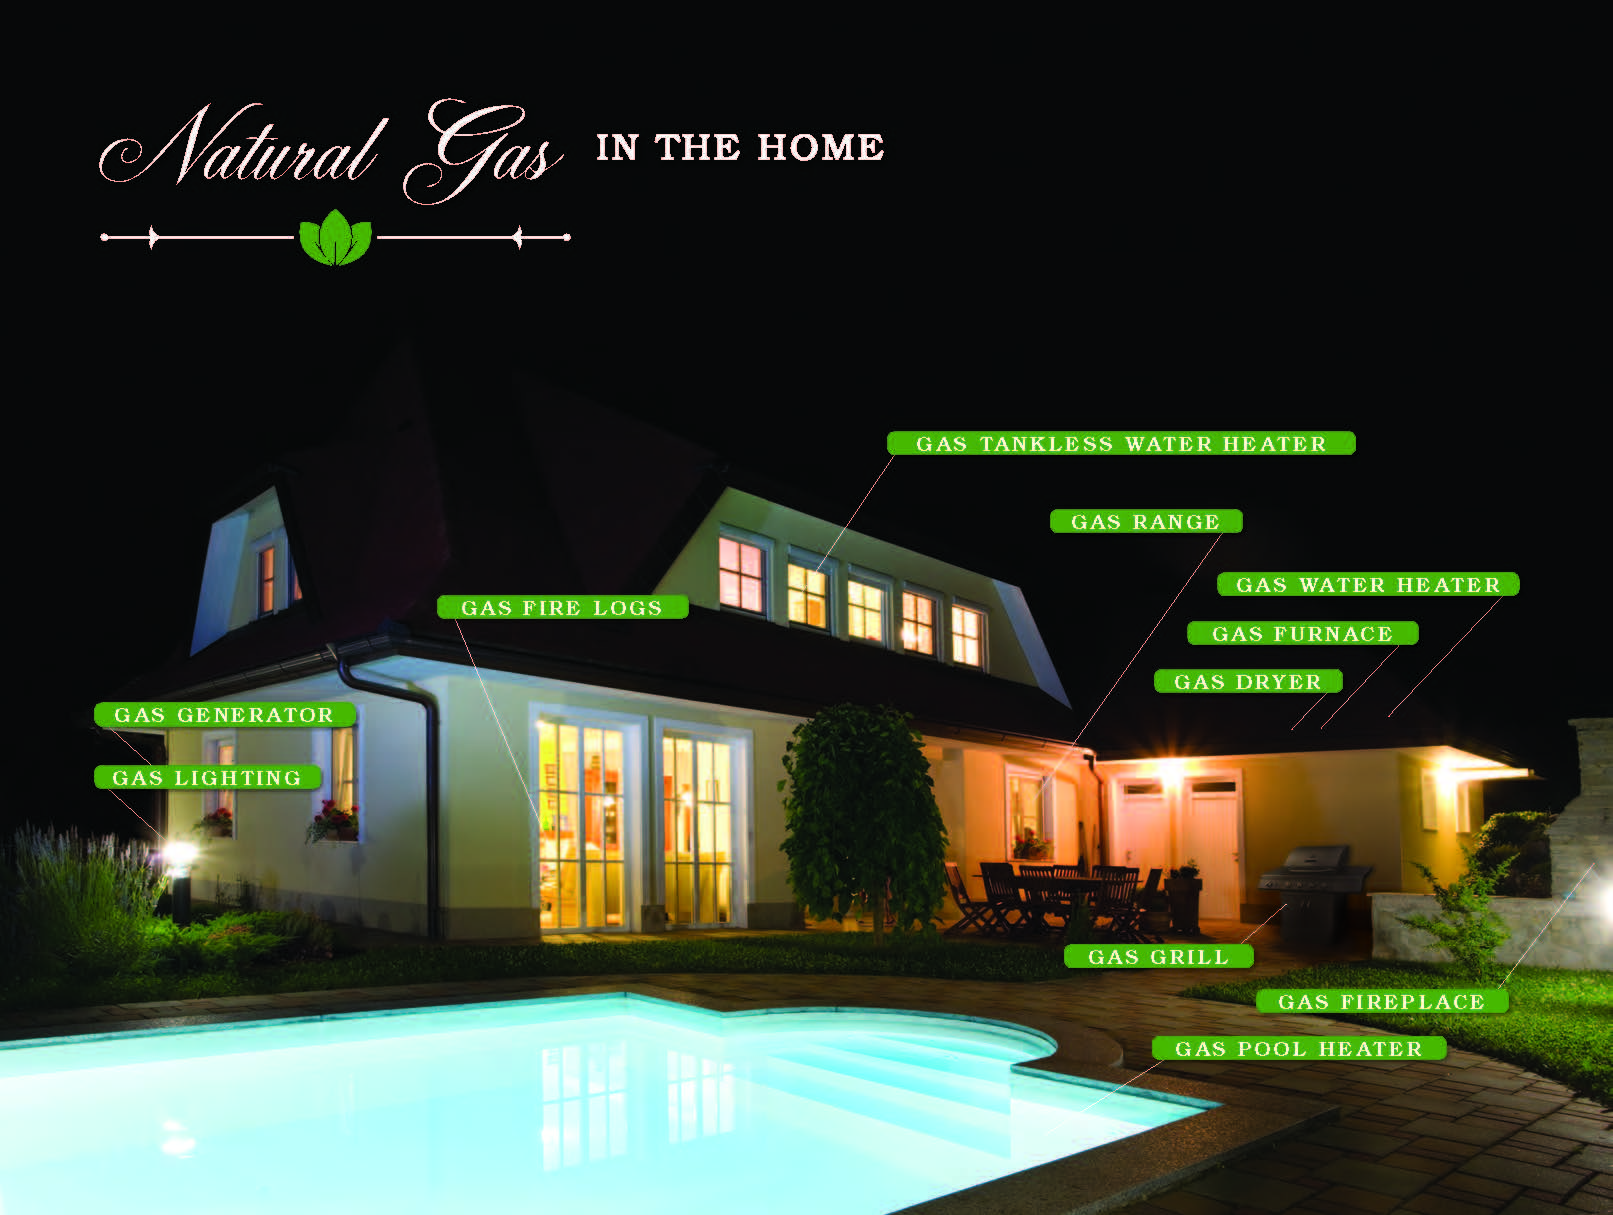 Natural Gas IN THE HOME
GAS TANKLESS WATER HEATER
GAS RANGE
GAS WATER HEATER
GAS FIRE LOGS
GAS FURNACE
GAS DRYER
GAS GENERATOR
GAS LIGHTING
GAS GRILL
GAS FIREPLACE
GAS POOL HEATER